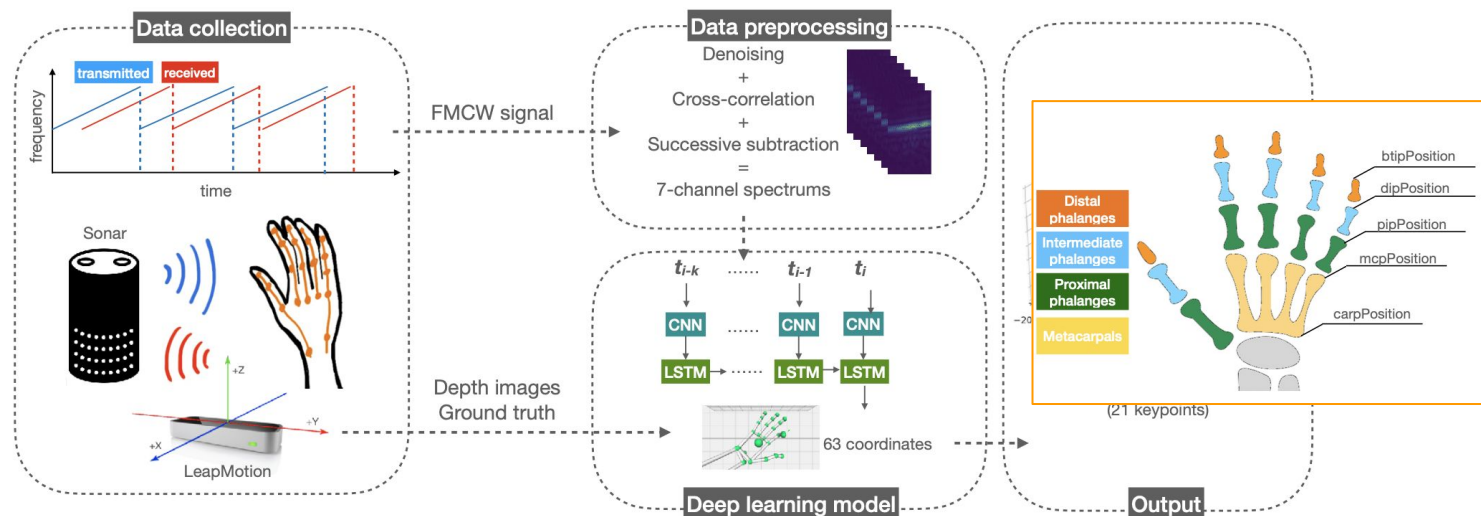 Data collection
transmitted
received
frequency
time
Sonar
+Z
+Y
+X
LeapMotion
FMCW signal
Depth images
Ground truth
Data preprocessing
Denoising
+
Cross-correlation
+
Successive subtraction
=
7-channel spectrums
ti-k ...... ti-1 ti
CNN ...... CNN CNN
LSTM ...... LSTM LSTM
63 coordinates
Deep learning model
Distal
phalanges
Intermediate
phalanges
Proximal
phalanges
Metacarpals
−20
btipPosition
dipPosition
pipPosition
mcpPosition
carpPosition
(21 keypoints)
Output